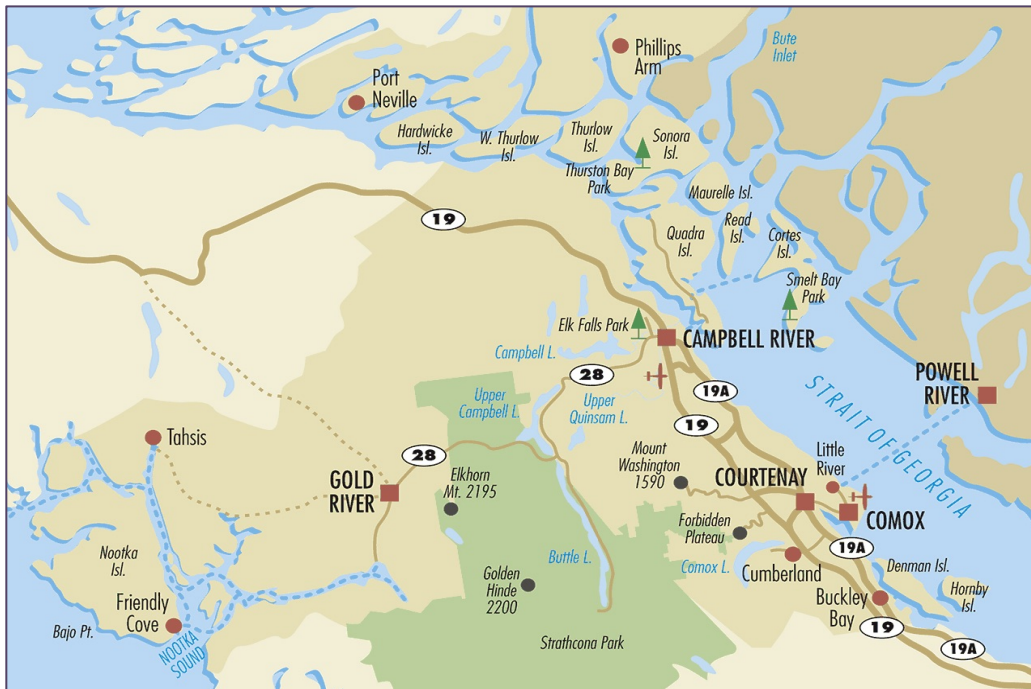 Phillips
Arm
Bute
Inlet
Port
Neville
Hardwicke
Isl.
W. Thurlow
Isl.
Thurlow
Isl.
Sonora
Isl.
Thurston Bay
Park
Maurelle Isl.
19
Quadra
Isl.
Read
Isl.
Cortes
Isl.
Smelt Bay
Park
Elk Falls Park
CAMPBELL RIVER
Campbell L.
28
19A
POWELL
RIVER
Upper
Campbell L.
Upper
Quinsam L.
19
STRAIT OF GEORGIA
Tahsis
28
Mount
Washington
1590
Little
River
GOLD
RIVER
Elkhorn
Mt. 2195
COURTENAY
COMOX
Forbidden
Plateau
19A
Nootka
Isl.
Buttle L.
Comox L.
Cumberland
Denman Isl.
Golden
Hinde
2200
Hornby
Isl.
Friendly
Cove
Buckley
Bay
Bajo Pt.
NOOTKA
SOUND
Strathcona Park
19
19A